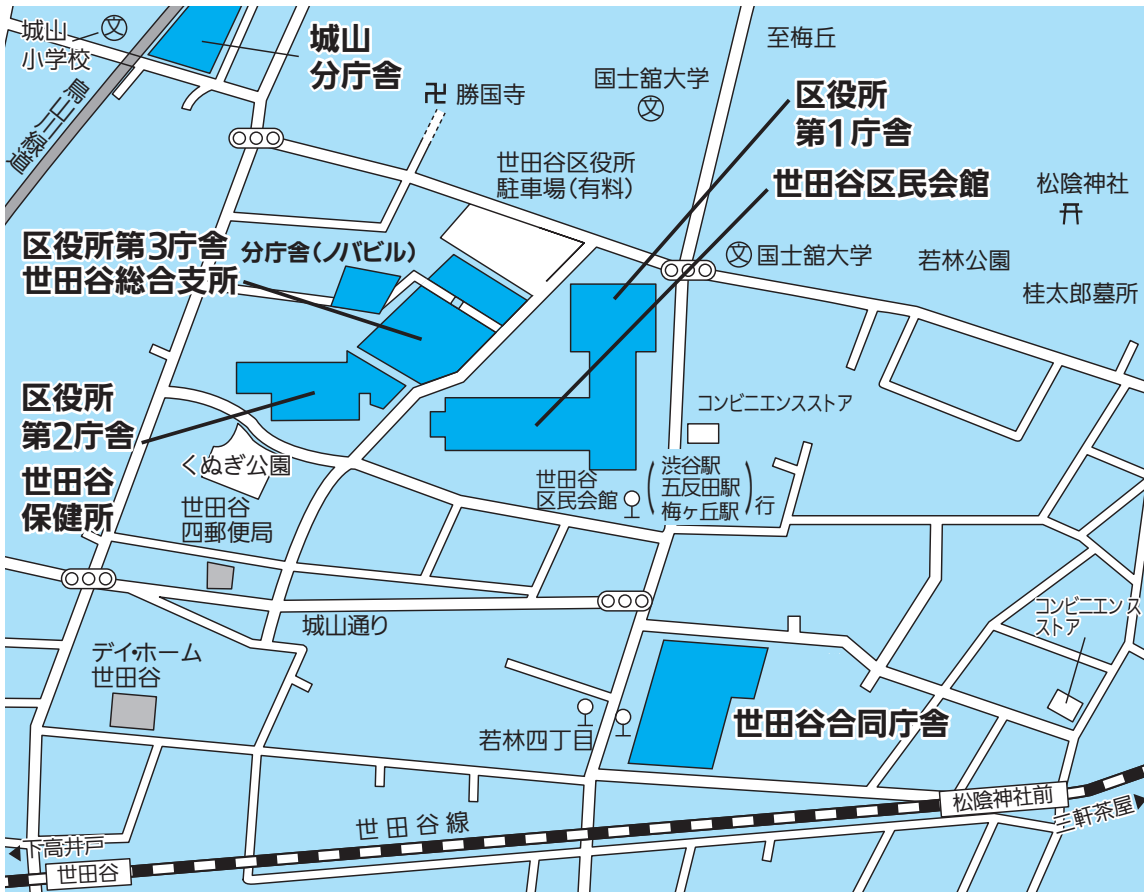 城山
小学校
文
城山
分庁舎
烏山川緑道
卍 勝国寺
国士舘大学
文
至梅丘
区役所
第1庁舎
世田谷区役所
駐車場(有料)
世田谷区民会館
松陰神社
区役所第3庁舎
世田谷総合支所
分庁舎(ノバビル)
文 国士舘大学
若林公園
桂太郎墓所
区役所
第2庁舎
世田谷
保健所
くぬぎ公園
コンビニエンスストア
世田谷
区民会館
(渋谷駅
五反田駅
梅ヶ丘駅)行
世田谷
四郵便局
城山通り
コンビニエンス
ストア
デイ・ホーム
世田谷
若林四丁目
世田谷合同庁舎
世田谷線
松陰神社前
三軒茶屋
下高井戸
世田谷